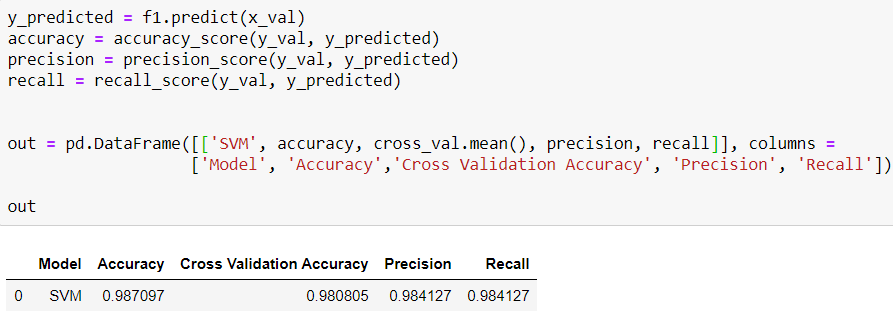 y_predicted = f1.predict(x_val)
accuracy = accuracy_score(y_val, y_predicted)
precision = precision_score(y_val, y_predicted)
recall = recall_score(y_val, y_predicted)
out = pd.DataFrame([['SVM', accuracy, cross_val.mean(), precision, recall]], columns =
['Model', 'Accuracy','Cross Validation Accuracy', 'Precision', 'Recall'])
out
Model Accuracy Cross Validation Accuracy Precision Recall
0 SVM 0.987097 0.980805 0.984127 0.984127